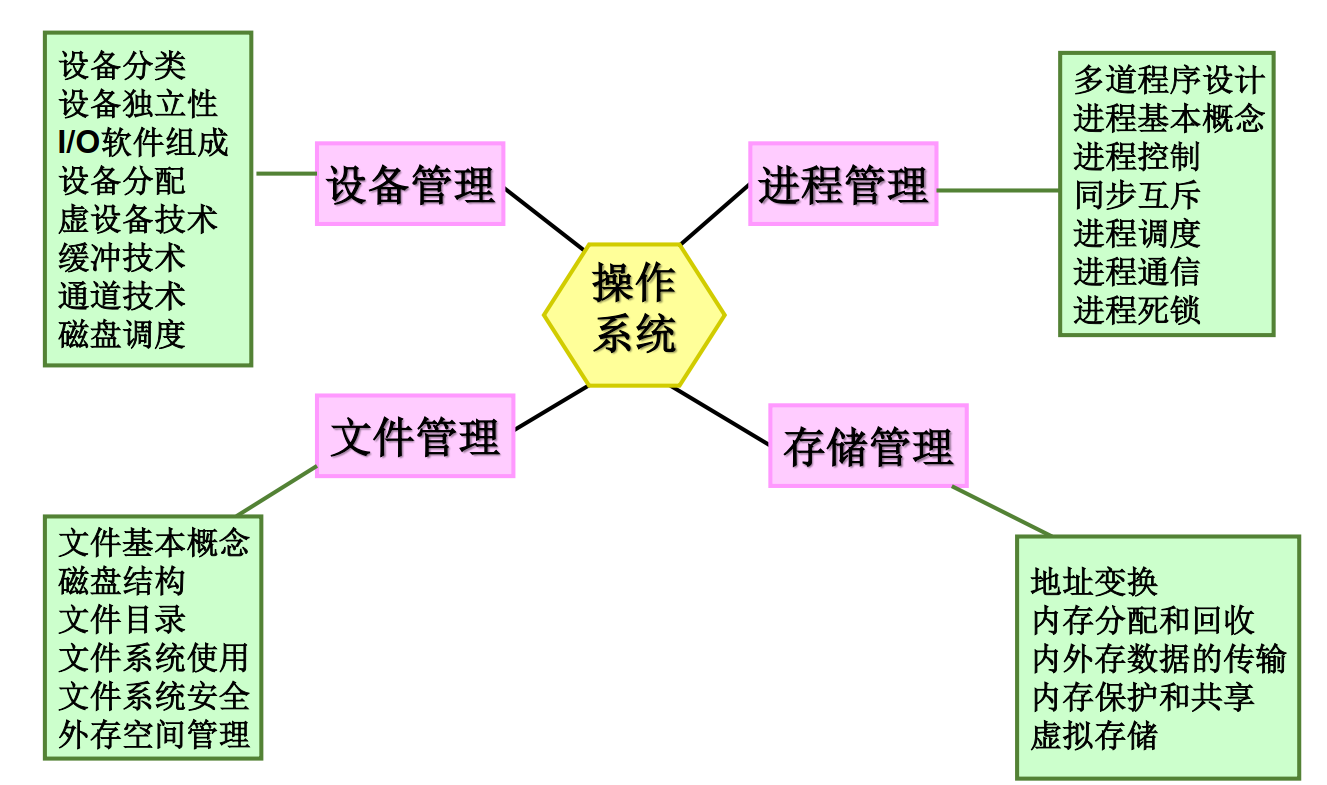 设备分类
设备独立性
I/O软件组成
设备分配
虚设备技术
缓冲技术
通道技术
磁盘调度
设备管理
进程管理
多道程序设计
进程基本概念
进程控制
同步互斥
进程调度
进程通信
进程死锁
操作
系统
文件管理
存储管理
文件基本概念
磁盘结构
文件目录
文件系统使用
文件系统安全
外存空间管理
地址变换
内存分配和回收
内外存数据的传输
内存保护和共享
虚拟存储